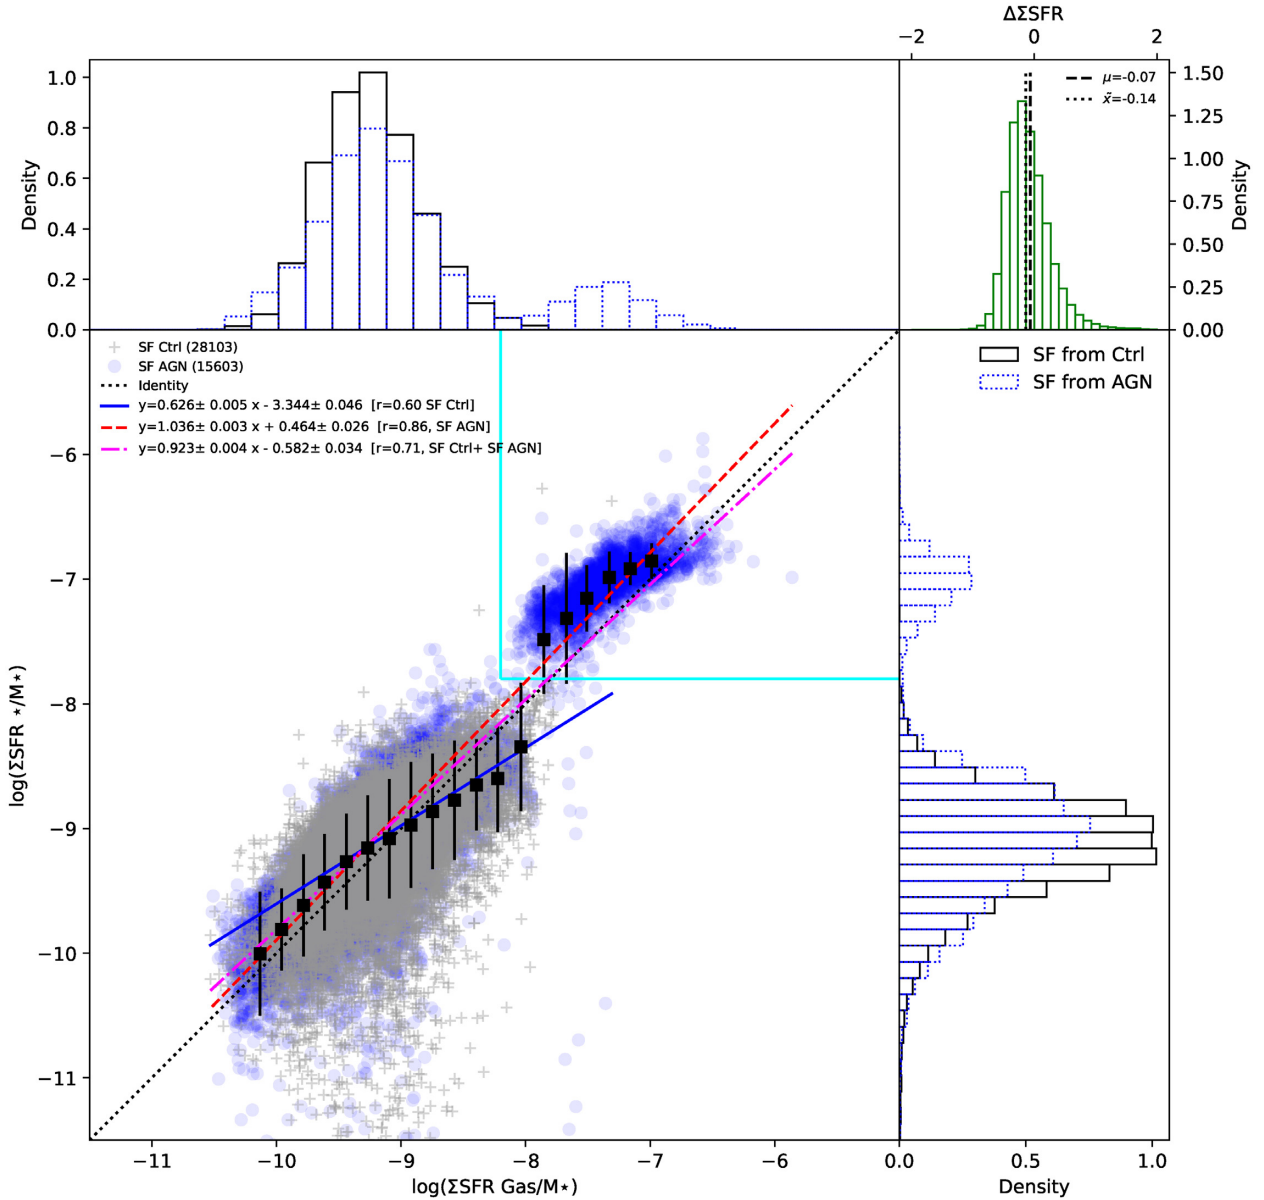 ΔΣSFR
−2 0 2
1.0
0.8
0.6
0.4
0.2
0.0
Density
μ=-0.07
x̃=-0.14
1.50
1.25
1.00
0.75
0.50
0.25
0.00
Density
SF Ctrl (28103)
SF AGN (15603)
Identity
y=0.626± 0.005 x - 3.344± 0.046 [r=0.60 SF Ctrl]
y=1.036± 0.003 x + 0.464± 0.026 [r=0.86, SF AGN]
y=0.923± 0.004 x - 0.582± 0.034 [r=0.71, SF Ctrl+ SF AGN]
SF from Ctrl
SF from AGN
−6
−7
−8
−9
−10
−11
log(ΣSFR ⋆/M⋆)
−11 −10 −9 −8 −7 −6
log(ΣSFR Gas/M⋆)
0.0 0.5 1.0
Density